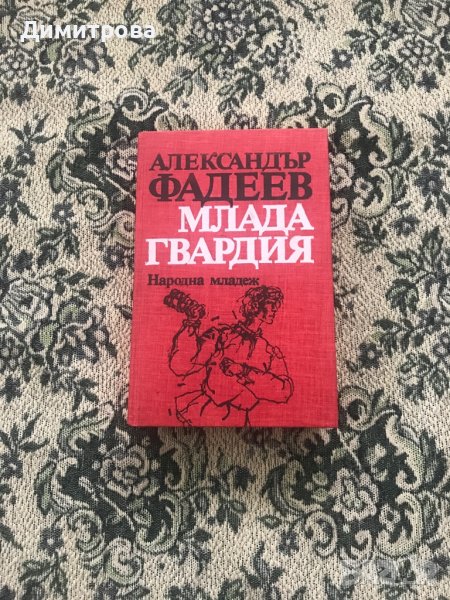 Димитрова
АЛЕКСАНДЪР
ФАДЕЕВ
МЛАДА
ГВАРДИЯ
Народна младеж